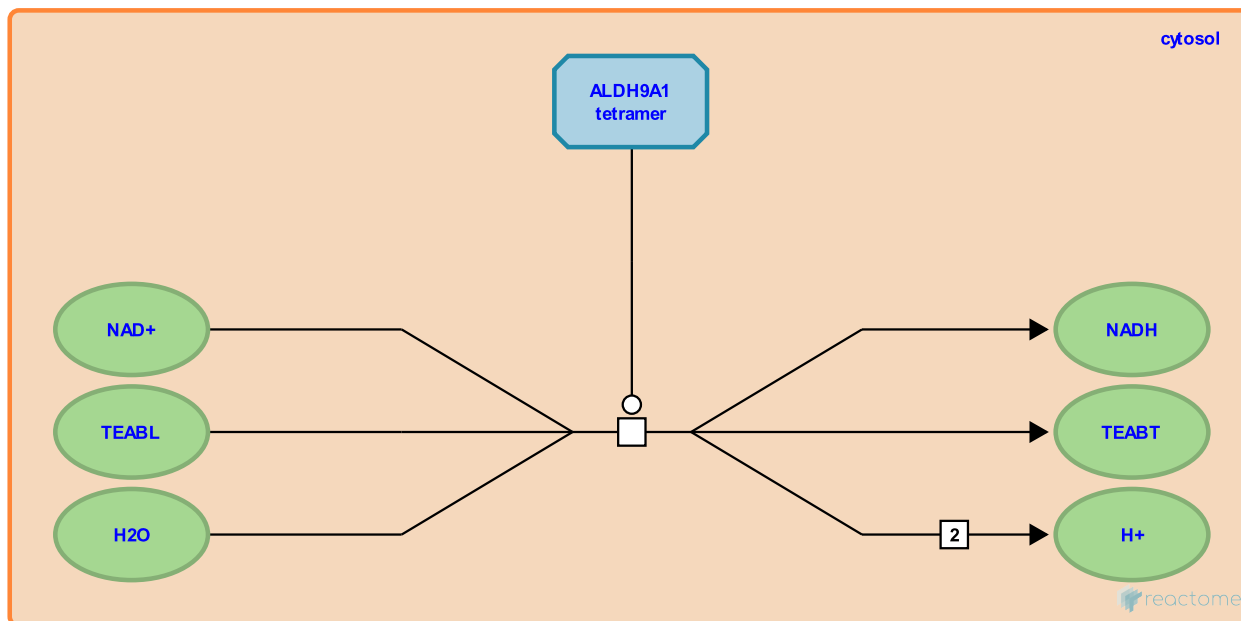 cytosol
ALDH9A1
tetramer
NAD+
NADH
TEABL
TEABT
H2O
2
H+
reactome